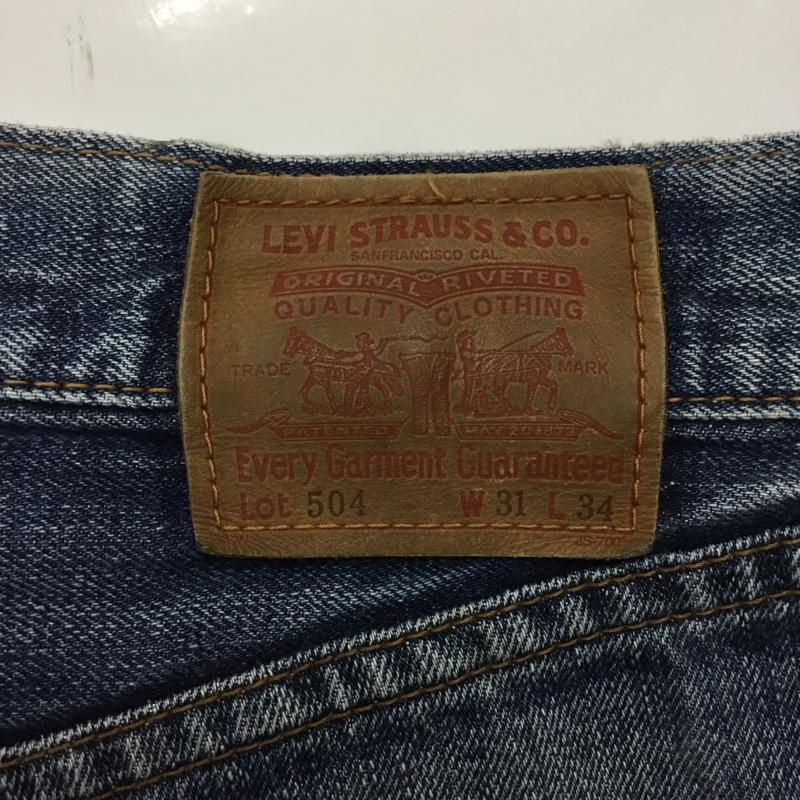 LEVI STRAUSS & CO.
SANFRANCISCO CAL.
ORIGINAL RIVETED
QUALITY CLOTHING
TRADE MARK
PATENTED MAY 20 1873
Every Garment Guaranteed
Lot 504 W 31 L 34